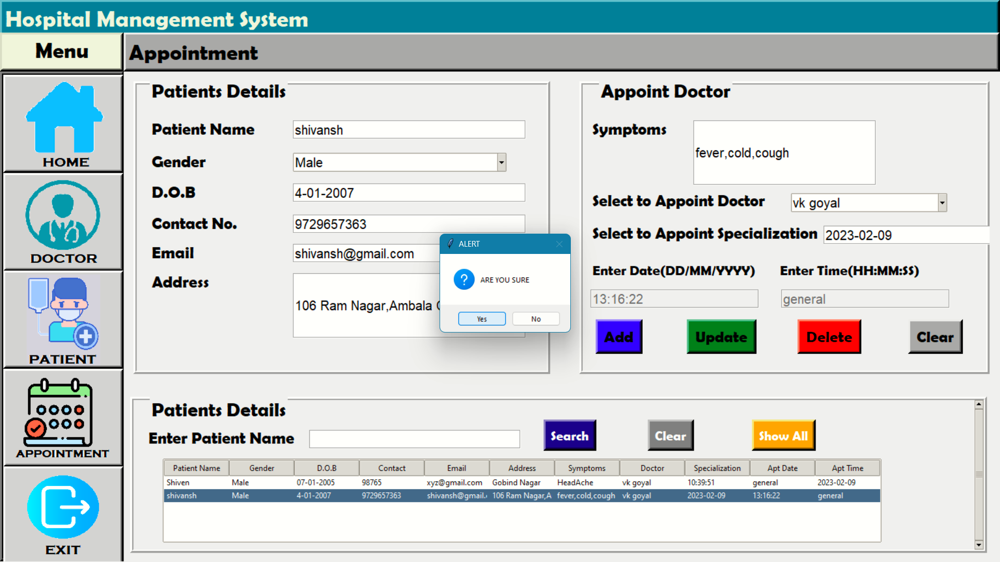 Hospital Management System
Menu
Appointment
HOME
DOCTOR
PATIENT
APPOINTMENT
EXIT
Patients Details
Patient Name shivansh
Gender Male
D.O.B 4-01-2007
Contact No. 9729657363
Email shivansh@gmail.com
Address 106 Ram Nagar,Ambala
Appoint Doctor
Symptoms fever,cold,cough
Select to Appoint Doctor vk goyal
Select to Appoint Specialization 2023-02-09
Enter Date(DD/MM/YYYY) Enter Time(HH:MM:SS)
13:16:22 general
Add Update Delete Clear
ALERT
? ARE YOU SURE
Yes No
Patients Details
Enter Patient Name Search Clear Show All
Patient Name Gender D.O.B Contact Email Address Symptoms Doctor Specialization Apt Date Apt Time
Shiven Male 07-01-2005 98765 xyz@gmail.com Gobind Nagar HeadAche vk goyal 10:39:51 general 2023-02-09
shivansh Male 4-01-2007 9729657363 shivansh@gmail. 106 Ram Nagar,A fever,cold,cough vk goyal 2023-02-09 13:16:22 general